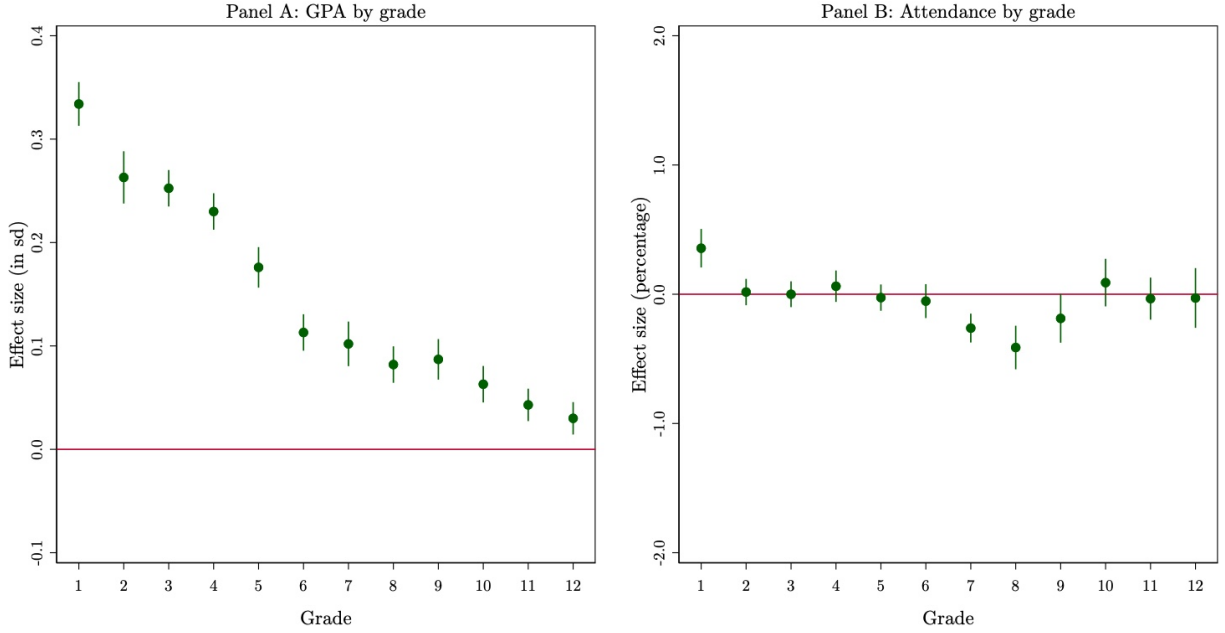 Panel A: GPA by grade
Effect size (in sd)
0.4
0.3
0.2
0.1
0.0
-0.1
1 2 3 4 5 6 7 8 9 10 11 12
Grade
Panel B: Attendance by grade
Effect size (percentage)
2.0
1.0
0.0
-1.0
-2.0
1 2 3 4 5 6 7 8 9 10 11 12
Grade